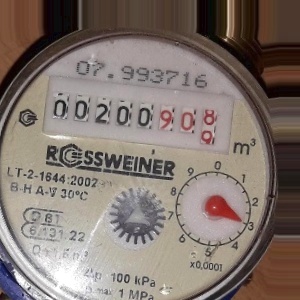 07.993716
00200908
m³
ROSSWEINER
LT-2-1644:2002
B-H A-V 30°C
9 0 1 2 3 4 5 6 7 8
x0,0001
100 kPa
1 MPa